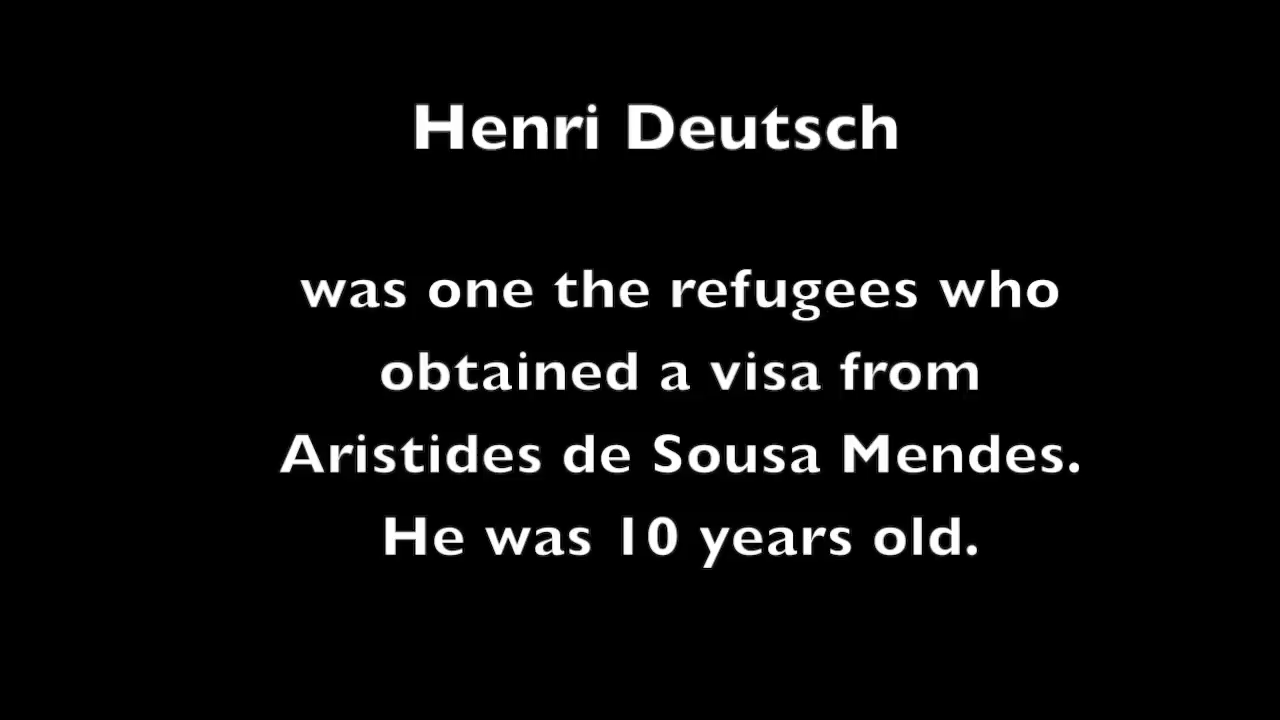 Henri Deutsch
was one the refugees who
obtained a visa from
Aristides de Sousa Mendes.
He was 10 years old.